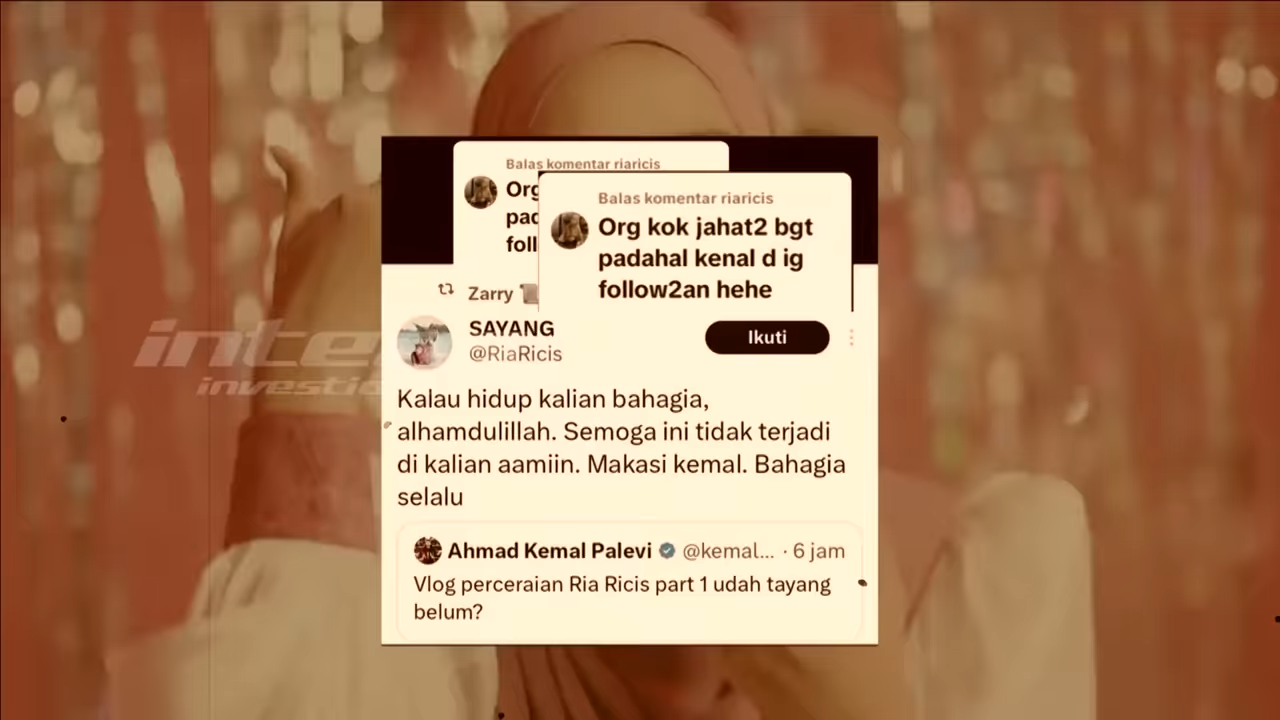 Balas komentar riaricis
Org
pad
foll
Balas komentar riaricis
Org kok jahat2 bgt
padahal kenal d ig
follow2an hehe
Zarry
SAYANG
@RiaRicis
Ikuti
inte
investig
Kalau hidup kalian bahagia,
alhamdulillah. Semoga ini tidak terjadi
di kalian aamiin. Makasi kemal. Bahagia
selalu
Ahmad Kemal Palevi @kemal... · 6 jam
Vlog perceraian Ria Ricis part 1 udah tayang
belum?